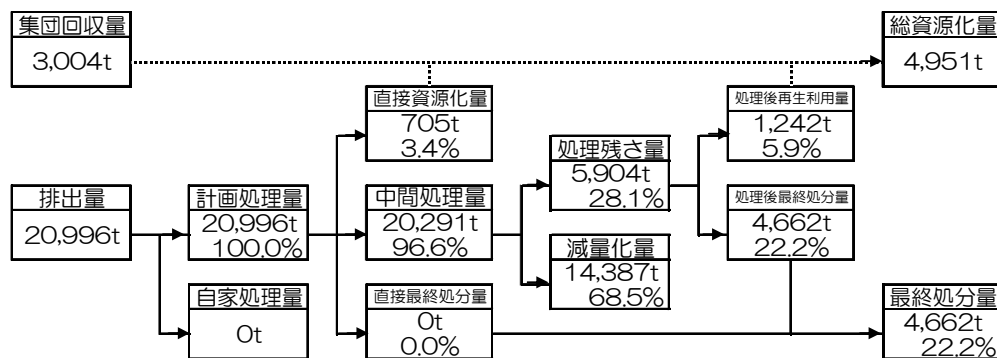 集団回収量
3,004t
総資源化量
4,951t
直接資源化量
705t
3.4%
処理後再生利用量
1,242t
5.9%
処理残さ量
5,904t
28.1%
排出量
20,996t
計画処理量
20,996t
100.0%
中間処理量
20,291t
96.6%
処理後最終処分量
4,662t
22.2%
減量化量
14,387t
68.5%
自家処理量
0t
直接最終処分量
0t
0.0%
最終処分量
4,662t
22.2%